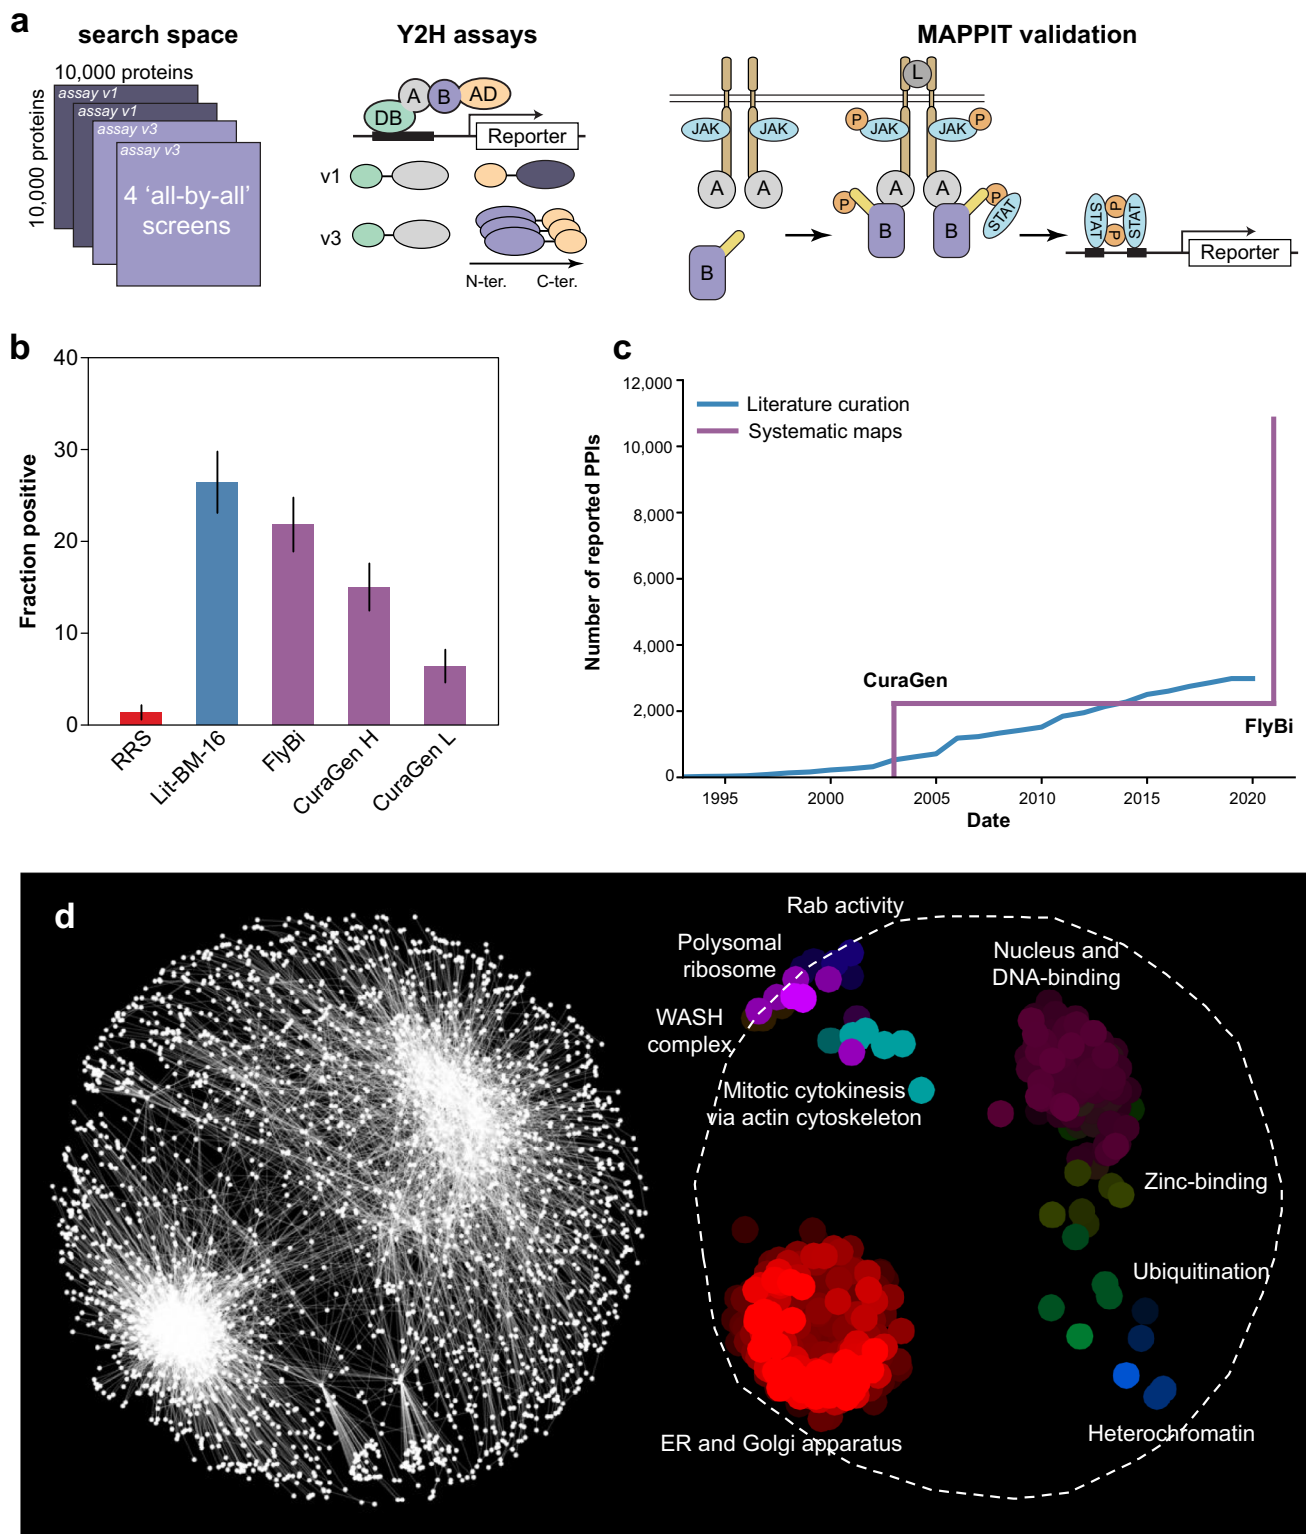 a
search space
10,000 proteins
10,000 proteins
assay v1
assay v1
assay v3
assay v3
4 ‘all-by-all’
screens
Y2H assays
A
B
AD
DB
Reporter
v1
v3
N-ter.
C-ter.
MAPPIT validation
L
JAK
JAK
P
JAK
JAK
P
A
A
A
A
P
B
B
P
STAT
B
STAT
P
P
STAT
Reporter
b
Fraction positive
40
30
20
10
0
RRS
Lit-BM-16
FlyBi
CuraGen H
CuraGen L
c
Number of reported PPIs
12,000
10,000
8,000
6,000
4,000
2,000
0
Literature curation
Systematic maps
CuraGen
FlyBi
1995
2000
2005
2010
2015
2020
Date
d
Rab activity
Polysomal
ribosome
WASH
complex
Mitotic cytokinesis
via actin cytoskeleton
Nucleus and
DNA-binding
Zinc-binding
Ubiquitination
Heterochromatin
ER and Golgi apparatus